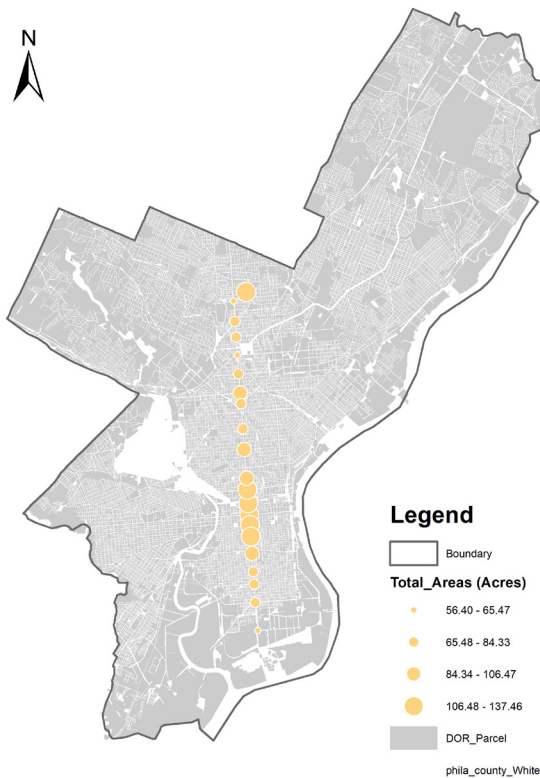 N
Legend
Boundary
Total_Areas (Acres)
56.40 - 65.47
65.48 - 84.33
84.34 - 106.47
106.48 - 137.46
DOR_Parcel
phila_county_White